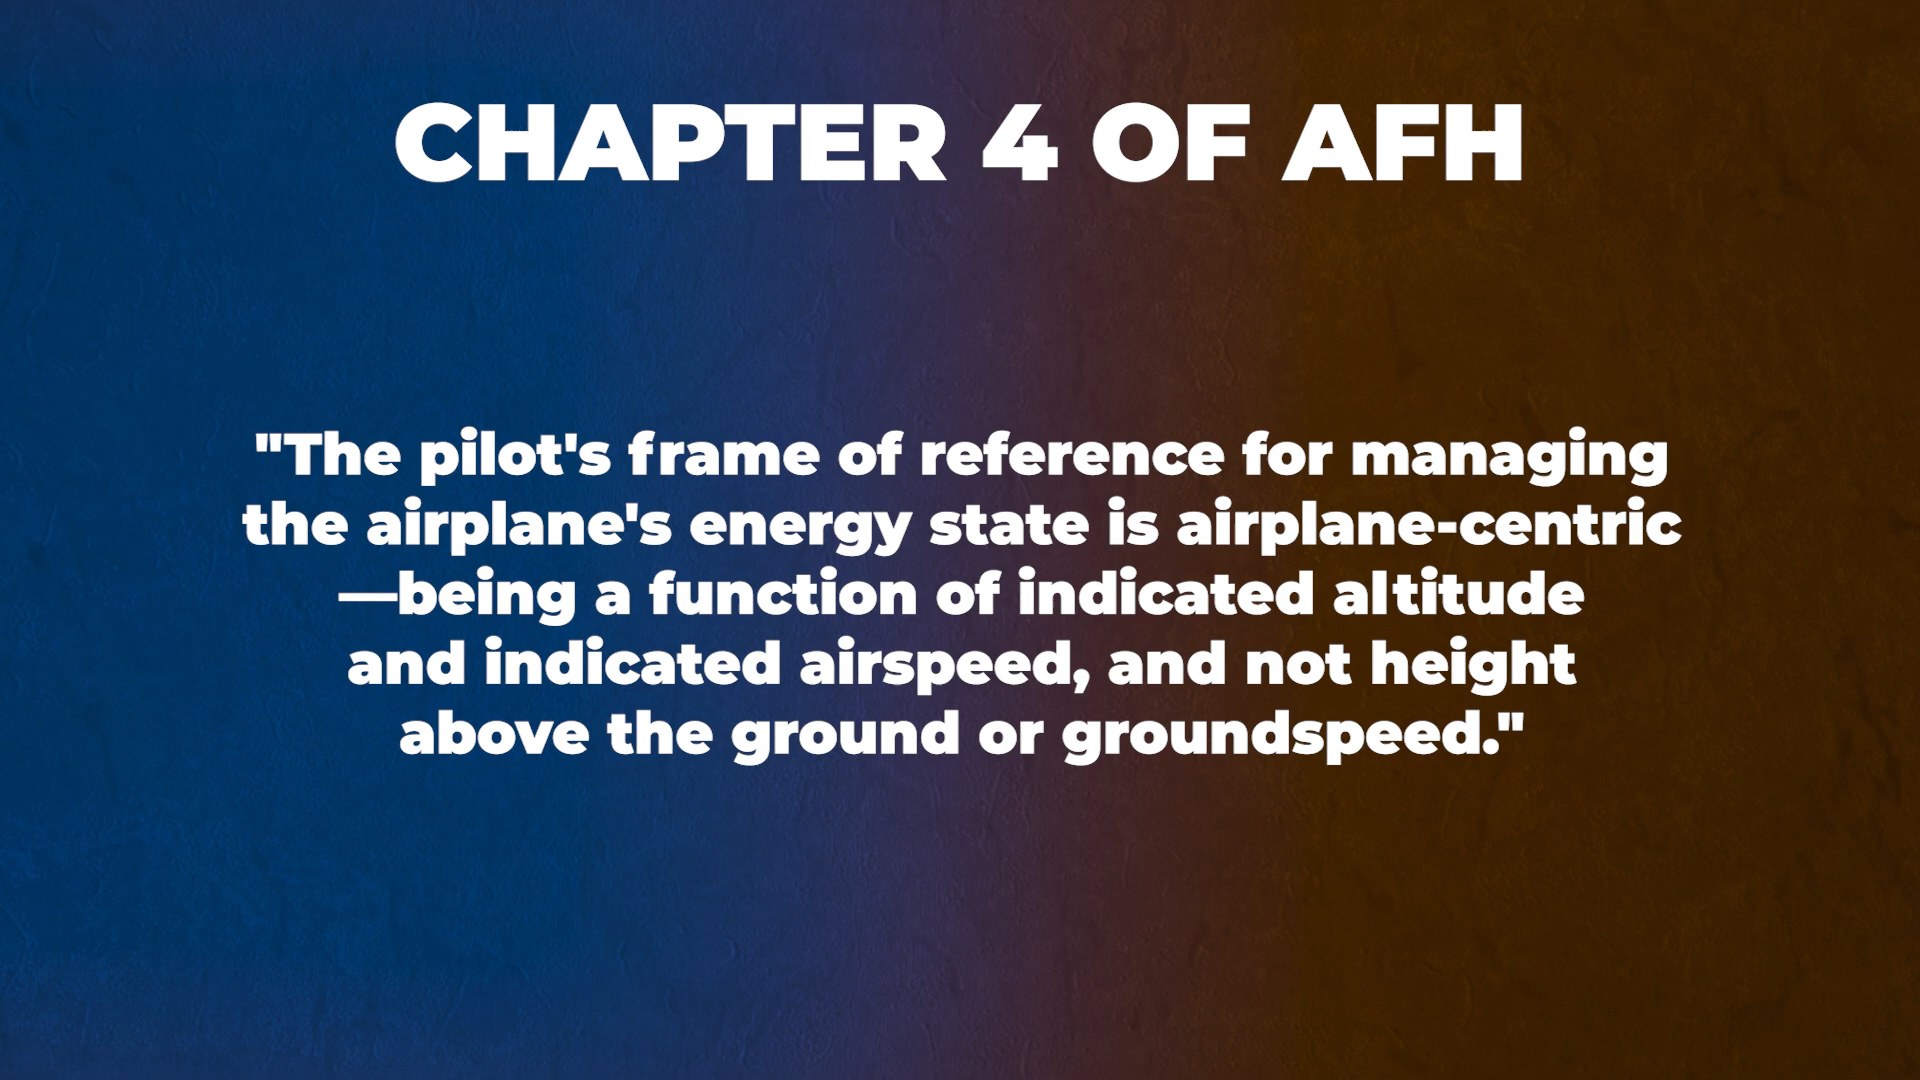 CHAPTER 4 OF AFH
"The pilot's frame of reference for managing
the airplane's energy state is airplane-centric
—being a function of indicated altitude
and indicated airspeed, and not height
above the ground or groundspeed."